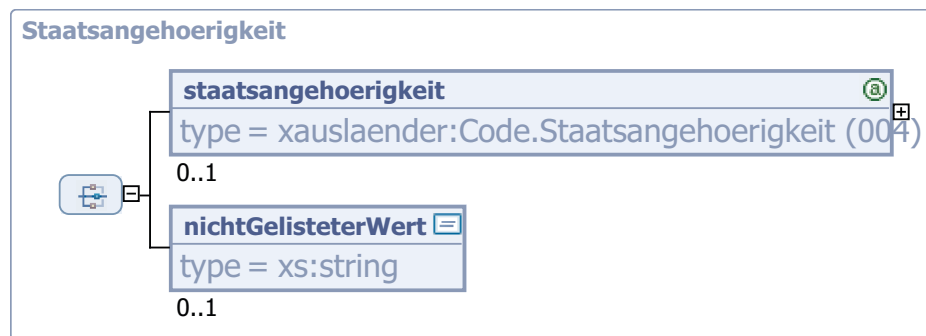 Staatsangehoerigkeit
staatsangehoerigkeit
type = xauslaender:Code.Staatsangehoerigkeit (004)
0..1
nichtGelisteterWert
type = xs:string
0..1